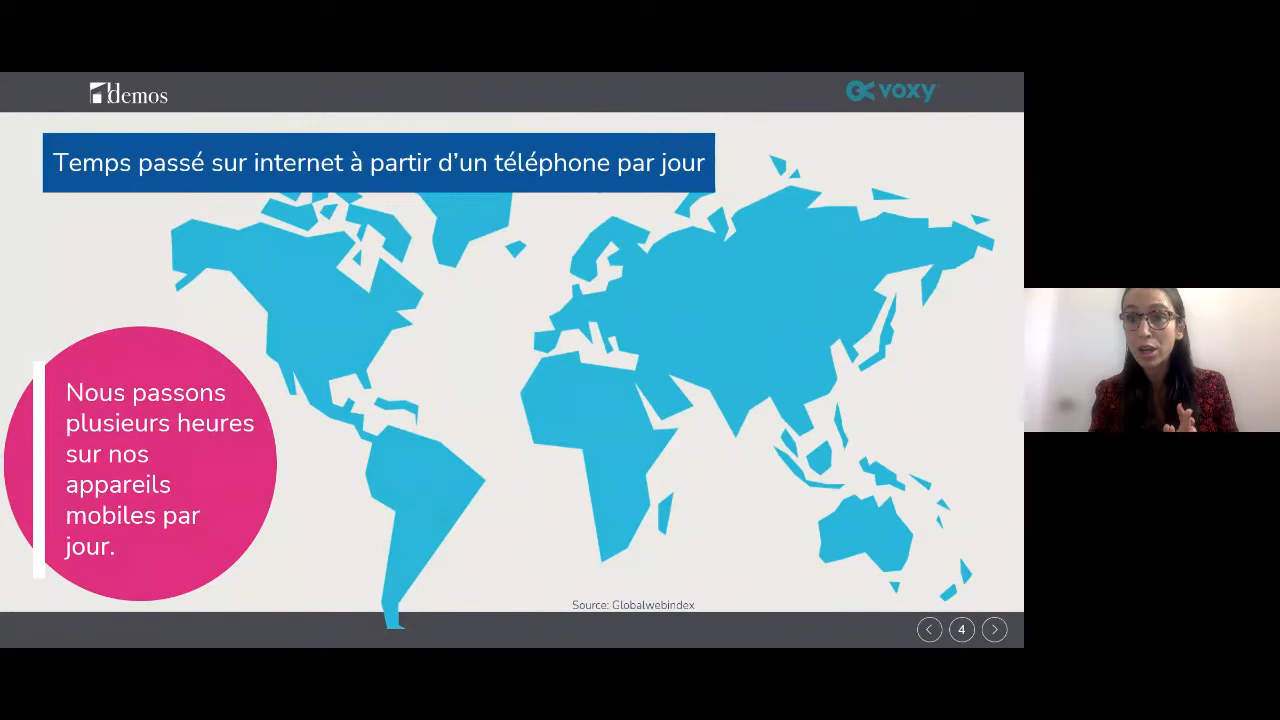 demos
voxy
Temps passé sur internet à partir d’un téléphone par jour
Nous passons
plusieurs heures
sur nos
appareils
mobiles par
jour.
Source: Globalwebindex
4